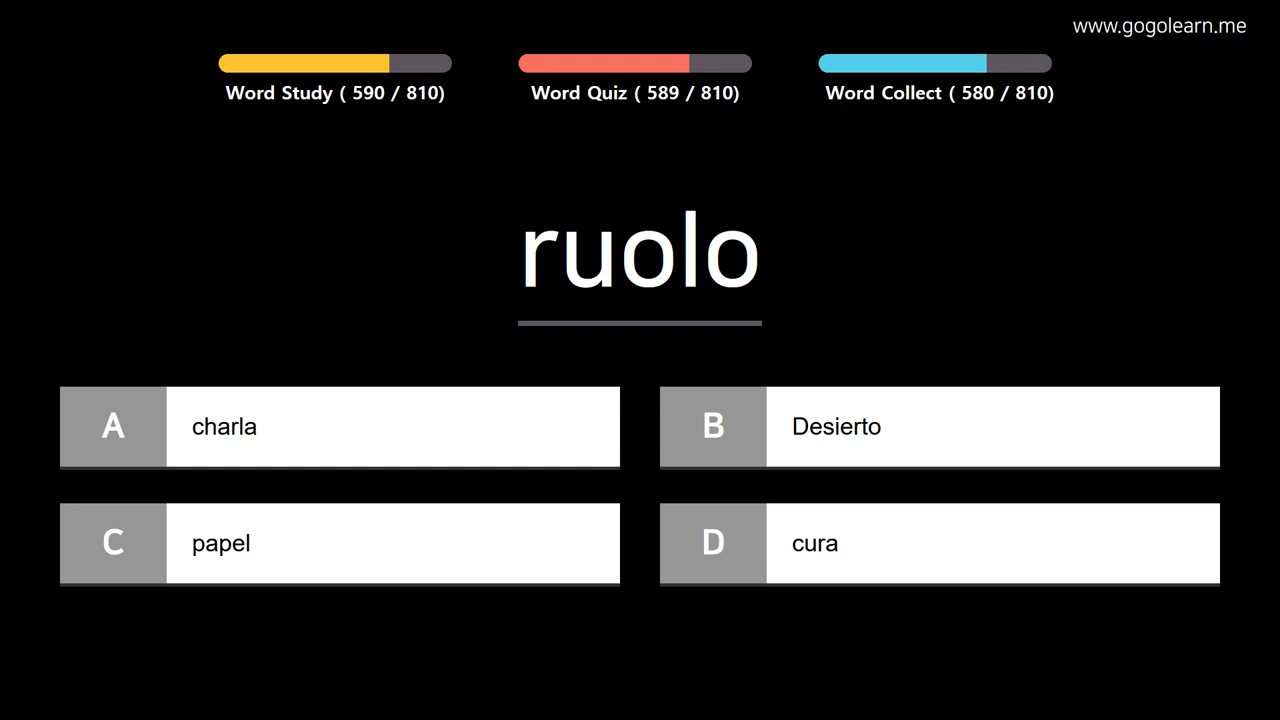 www.gogolearn.me
Word Study ( 590 / 810)
Word Quiz ( 589 / 810)
Word Collect ( 580 / 810)
ruolo
A charla
B Desierto
C papel
D cura